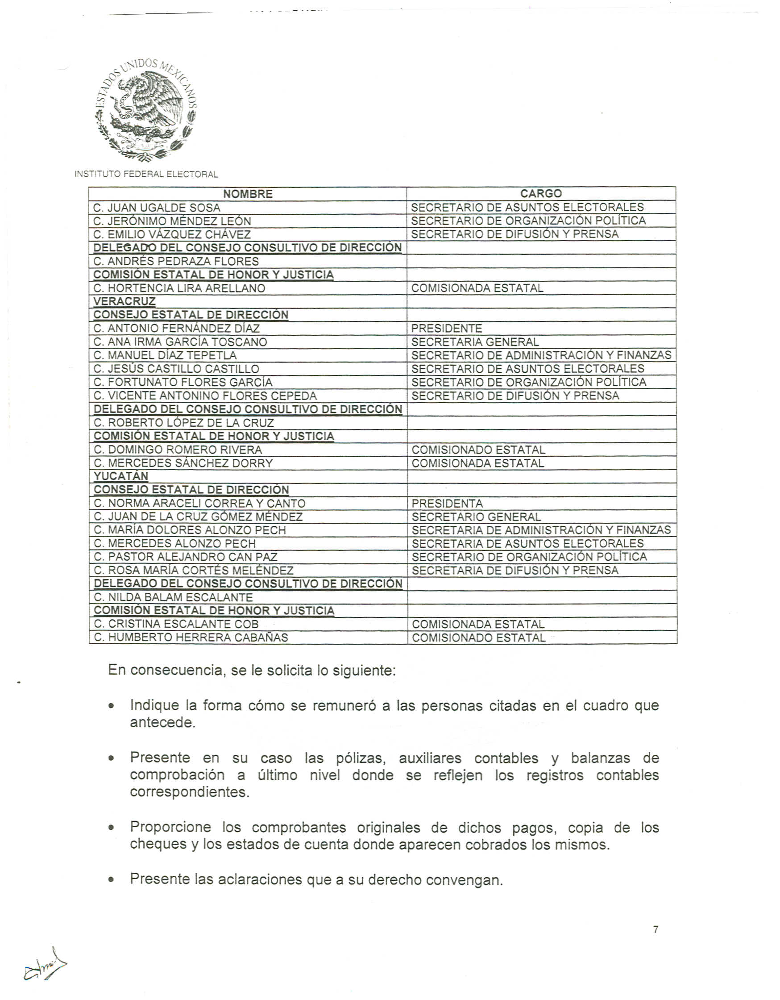 ESTADOS UNIDOS MEXICANOS
INSTITUTO FEDERAL ELECTORAL
NOMBRE CARGO
C. JUAN UGALDE SOSA SECRETARIO DE ASUNTOS ELECTORALES
C. JERÓNIMO MÉNDEZ LEÓN SECRETARIO DE ORGANIZACIÓN POLÍTICA
C. EMILIO VÁZQUEZ CHÁVEZ SECRETARIO DE DIFUSIÓN Y PRENSA
DELEGADO DEL CONSEJO CONSULTIVO DE DIRECCIÓN
C. ANDRÉS PEDRAZA FLORES
COMISIÓN ESTATAL DE HONOR Y JUSTICIA
C. HORTENCIA LIRA ARELLANO COMISIONADA ESTATAL
VERACRUZ
CONSEJO ESTATAL DE DIRECCIÓN
C. ANTONIO FERNÁNDEZ DÍAZ PRESIDENTE
C. ANA IRMA GARCÍA TOSCANO SECRETARIA GENERAL
C. MANUEL DÍAZ TEPETLA SECRETARIO DE ADMINISTRACIÓN Y FINANZAS
C. JESÚS CASTILLO CASTILLO SECRETARIO DE ASUNTOS ELECTORALES
C. FORTUNATO FLORES GARCÍA SECRETARIO DE ORGANIZACIÓN POLÍTICA
C. VICENTE ANTONINO FLORES CEPEDA SECRETARIO DE DIFUSIÓN Y PRENSA
DELEGADO DEL CONSEJO CONSULTIVO DE DIRECCIÓN
C. ROBERTO LÓPEZ DE LA CRUZ
COMISIÓN ESTATAL DE HONOR Y JUSTICIA
C. DOMINGO ROMERO RIVERA COMISIONADO ESTATAL
C. MERCEDES SÁNCHEZ DORRY COMISIONADA ESTATAL
YUCATÁN
CONSEJO ESTATAL DE DIRECCIÓN
C. NORMA ARACELI CORREA Y CANTO PRESIDENTA
C. JUAN DE LA CRUZ GÓMEZ MÉNDEZ SECRETARIO GENERAL
C. MARÍA DOLORES ALONZO PECH SECRETARIA DE ADMINISTRACIÓN Y FINANZAS
C. MERCEDES ALONZO PECH SECRETARIA DE ASUNTOS ELECTORALES
C. PASTOR ALEJANDRO CAN PAZ SECRETARIO DE ORGANIZACIÓN POLÍTICA
C. ROSA MARÍA CORTÉS MELÉNDEZ SECRETARIA DE DIFUSIÓN Y PRENSA
DELEGADO DEL CONSEJO CONSULTIVO DE DIRECCIÓN
C. NILDA BALAM ESCALANTE
COMISIÓN ESTATAL DE HONOR Y JUSTICIA
C. CRISTINA ESCALANTE COB COMISIONADA ESTATAL
C. HUMBERTO HERRERA CABAÑAS COMISIONADO ESTATAL
En consecuencia, se le solicita lo siguiente:
• Indique la forma cómo se remuneró a las personas citadas en el cuadro que
antecede.
• Presente en su caso las pólizas, auxiliares contables y balanzas de
comprobación a último nivel donde se reflejen los registros contables
correspondientes.
• Proporcione los comprobantes originales de dichos pagos, copia de los
cheques y los estados de cuenta donde aparecen cobrados los mismos.
• Presente las aclaraciones que a su derecho convengan.
7